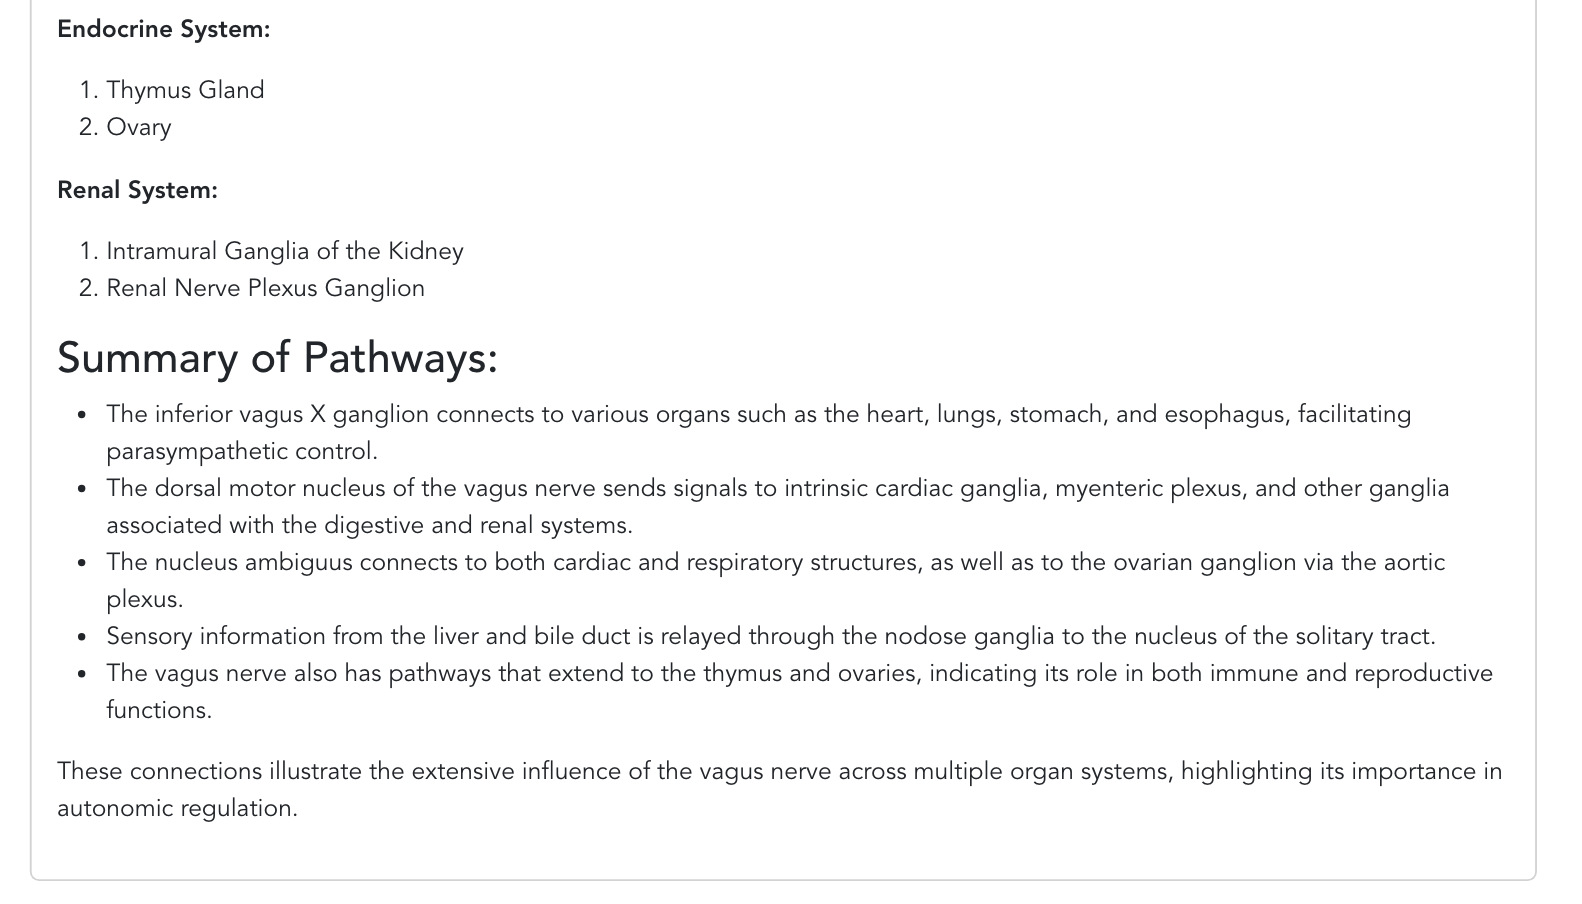 Endocrine System:
1. Thymus Gland
2. Ovary
Renal System:
1. Intramural Ganglia of the Kidney
2. Renal Nerve Plexus Ganglion
Summary of Pathways:
• The inferior vagus X ganglion connects to various organs such as the heart, lungs, stomach, and esophagus, facilitating
parasympathetic control.
• The dorsal motor nucleus of the vagus nerve sends signals to intrinsic cardiac ganglia, myenteric plexus, and other ganglia
associated with the digestive and renal systems.
• The nucleus ambiguus connects to both cardiac and respiratory structures, as well as to the ovarian ganglion via the aortic
plexus.
• Sensory information from the liver and bile duct is relayed through the nodose ganglia to the nucleus of the solitary tract.
• The vagus nerve also has pathways that extend to the thymus and ovaries, indicating its role in both immune and reproductive
functions.
These connections illustrate the extensive influence of the vagus nerve across multiple organ systems, highlighting its importance in
autonomic regulation.